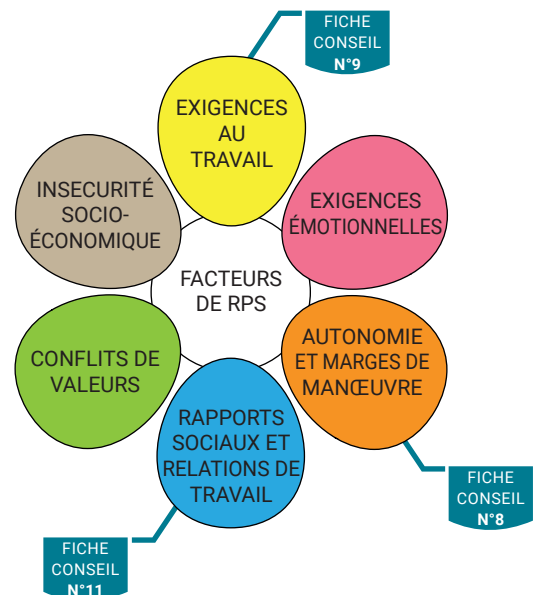 FICHE
CONSEIL
N°9
EXIGENCES
AU
TRAVAIL
INSECURITÉ
SOCIO-
ÉCONOMIQUE
EXIGENCES
ÉMOTIONNELLES
FACTEURS
DE RPS
CONFLITS DE
VALEURS
AUTONOMIE
ET MARGES DE
MANŒUVRE
RAPPORTS
SOCIAUX ET
RELATIONS DE
TRAVAIL
FICHE
CONSEIL
N°8
FICHE
CONSEIL
N°11